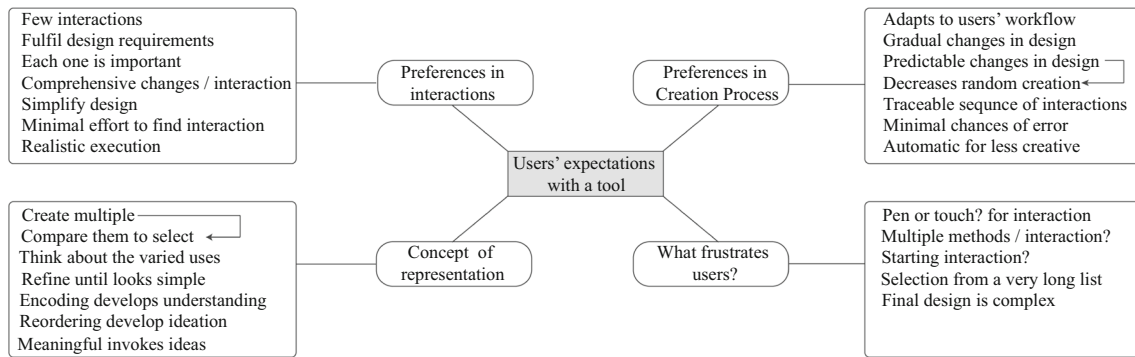 Few interactions
Fulfil design requirements
Each one is important
Comprehensive changes / interaction
Simplify design
Minimal effort to find interaction
Realistic execution
Preferences in
interactions
Preferences in
Creation Process
Adapts to users’ workflow
Gradual changes in design
Predictable changes in design
Decreases random creation
Traceable sequnce of interactions
Minimal chances of error
Automatic for less creative
Users’ expectations
with a tool
Create multiple
Compare them to select
Think about the varied uses
Refine until looks simple
Encoding develops understanding
Reordering develop ideation
Meaningful invokes ideas
Concept of
representation
What frustrates
users?
Pen or touch? for interaction
Multiple methods / interaction?
Starting interaction?
Selection from a very long list
Final design is complex